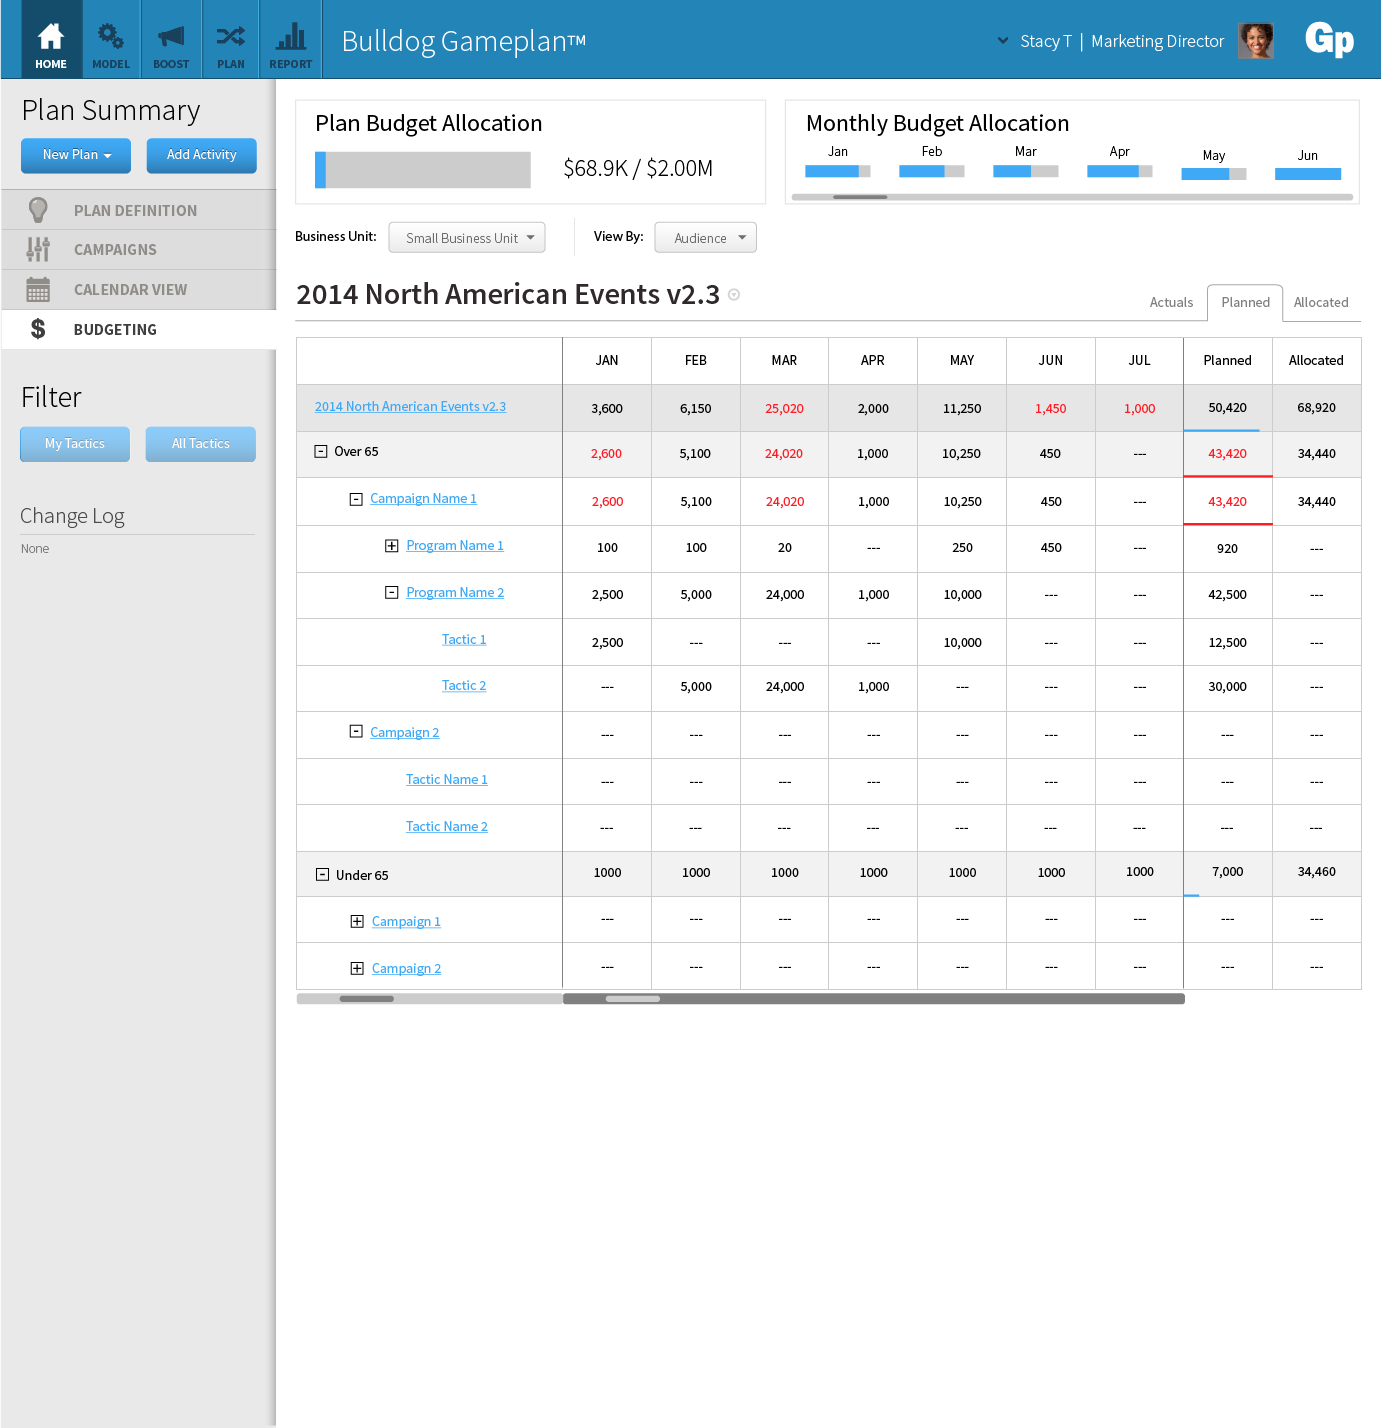 HOME MODEL BOOST PLAN REPORT
Bulldog Gameplan™
Stacy T | Marketing Director
Gp
Plan Summary
New Plan Add Activity
PLAN DEFINITION
CAMPAIGNS
CALENDAR VIEW
$ BUDGETING
Filter
My Tactics All Tactics
Change Log
None
Plan Budget Allocation
$68.9K / $2.00M
Monthly Budget Allocation
Jan Feb Mar Apr May Jun
Business Unit: Small Business Unit View By: Audience
2014 North American Events v2.3
Actuals Planned Allocated
JAN FEB MAR APR MAY JUN JUL Planned Allocated
2014 North American Events v2.3 3,600 6,150 25,020 2,000 11,250 1,450 1,000 50,420 68,920
- Over 65 2,600 5,100 24,020 1,000 10,250 450 --- 43,420 34,440
- Campaign Name 1 2,600 5,100 24,020 1,000 10,250 450 --- 43,420 34,440
+ Program Name 1 100 100 20 --- 250 450 --- 920 ---
- Program Name 2 2,500 5,000 24,000 1,000 10,000 --- --- 42,500 ---
Tactic 1 2,500 --- --- --- 10,000 --- --- 12,500 ---
Tactic 2 --- 5,000 24,000 1,000 --- --- --- 30,000 ---
- Campaign 2 --- --- --- --- --- --- --- --- ---
Tactic Name 1 --- --- --- --- --- --- --- --- ---
Tactic Name 2 --- --- --- --- --- --- --- --- ---
- Under 65 1000 1000 1000 1000 1000 1000 1000 7,000 34,460
+ Campaign 1 --- --- --- --- --- --- --- --- ---
+ Campaign 2 --- --- --- --- --- --- --- --- ---